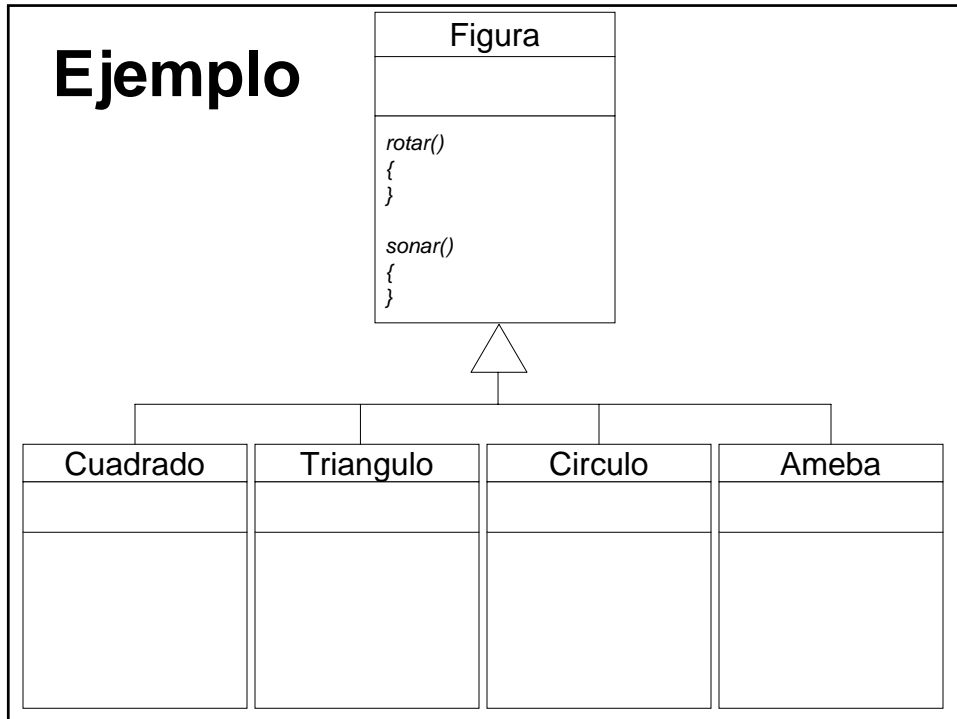 Ejemplo
Figura
rotar()
{
}
sonar()
{
}
Cuadrado
Triangulo
Circulo
Ameba